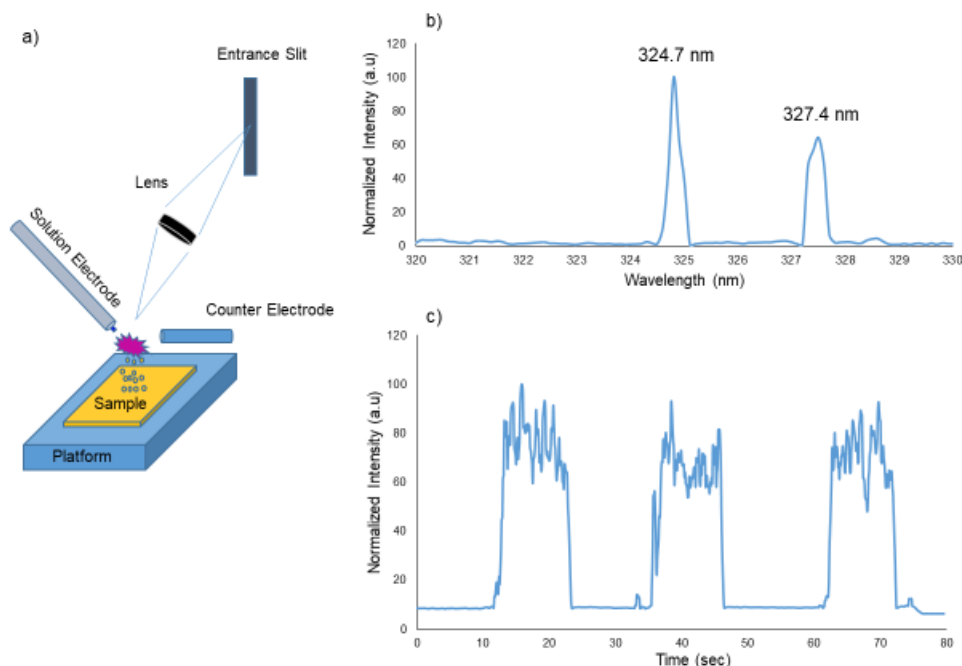 a)
Entrance Slit
Lens
Solution Electrode
Counter Electrode
Sample
Platform
b)
Normalized Intensity (a.u)
120
100
80
60
40
20
0
324.7 nm
327.4 nm
320 321 322 323 324 325 326 327 328 329 330
Wavelength (nm)
c)
Normalized Intensity (a.u)
120
100
80
60
40
20
0
0 10 20 30 40 50 60 70 80
Time (sec)